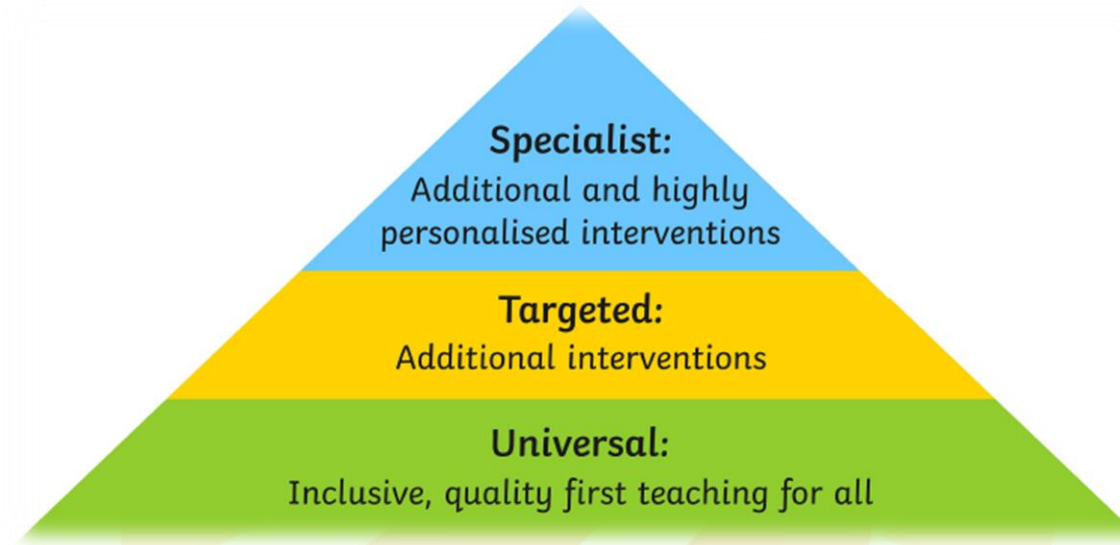 Specialist:
Additional and highly
personalised interventions
Targeted:
Additional interventions
Universal:
Inclusive, quality first teaching for all